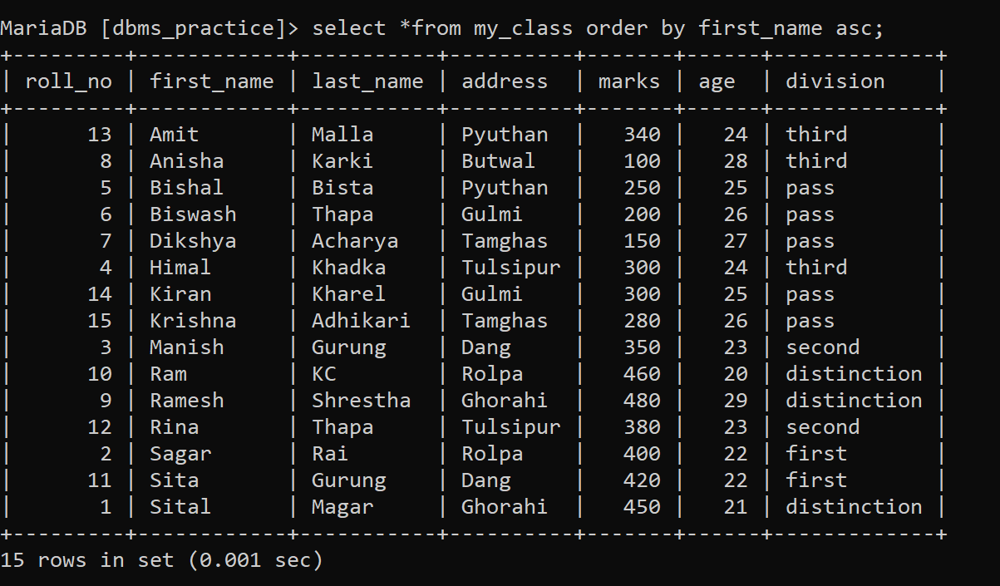 MariaDB [dbms_practice]> select *from my_class order by first_name asc;
+---------+------------+-----------+----------+-------+------+-------------+
| roll_no | first_name | last_name | address  | marks | age  | division    |
+---------+------------+-----------+----------+-------+------+-------------+
|      13 | Amit       | Malla     | Pyuthan  |   340 |   24 | third       |
|       8 | Anisha     | Karki     | Butwal   |   100 |   28 | third       |
|       5 | Bishal     | Bista     | Pyuthan  |   250 |   25 | pass        |
|       6 | Biswash    | Thapa     | Gulmi    |   200 |   26 | pass        |
|       7 | Dikshya    | Acharya   | Tamghas  |   150 |   27 | pass        |
|       4 | Himal      | Khadka    | Tulsipur |   300 |   24 | third       |
|      14 | Kiran      | Kharel    | Gulmi    |   300 |   25 | pass        |
|      15 | Krishna    | Adhikari  | Tamghas  |   280 |   26 | pass        |
|       3 | Manish     | Gurung    | Dang     |   350 |   23 | second      |
|      10 | Ram        | KC        | Rolpa    |   460 |   20 | distinction |
|       9 | Ramesh     | Shrestha  | Ghorahi  |   480 |   29 | distinction |
|      12 | Rina       | Thapa     | Tulsipur |   380 |   23 | second      |
|       2 | Sagar      | Rai       | Rolpa    |   400 |   22 | first       |
|      11 | Sita       | Gurung    | Dang     |   420 |   22 | first       |
|       1 | Sital      | Magar     | Ghorahi  |   450 |   21 | distinction |
+---------+------------+-----------+----------+-------+------+-------------+
15 rows in set (0.001 sec)